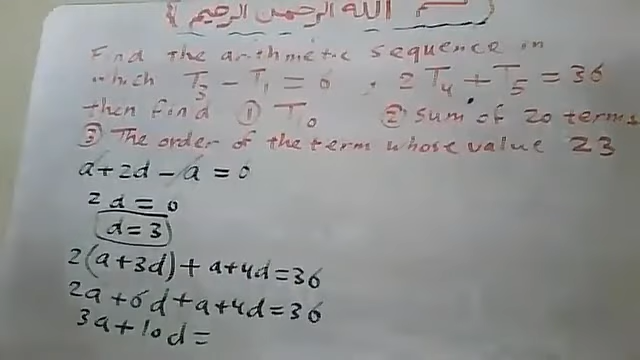 { بسم الله الرحمن الرحيم }
Find the arithmetic sequence in
which T₃ - T₁ = 6 , 2T₄ + T₅ = 36
then find ① T₁₀ ② sum of 20 terms
③ The order of the term whose value 23
a + 2d - a = 6
2d = 6
d = 3
2(a + 3d) + a + 4d = 36
2a + 6d + a + 4d = 36
3a + 10d =